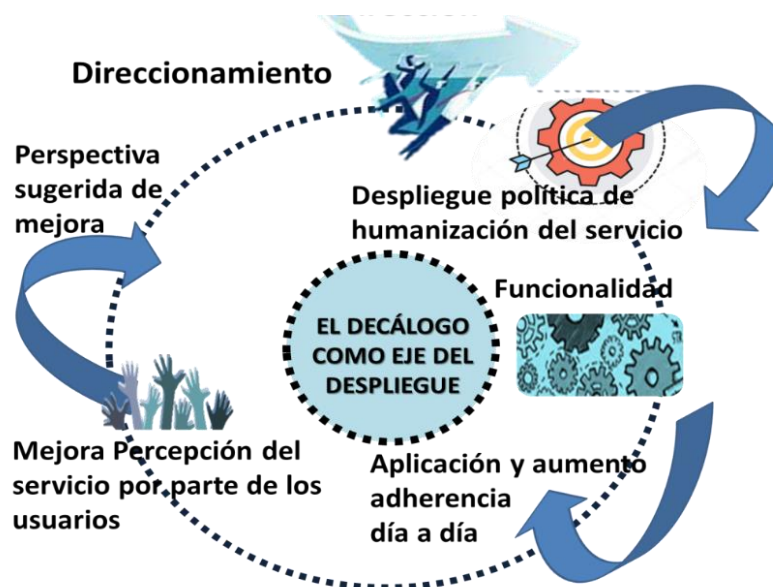 Direccionamiento
Perspectiva
sugerida de
mejora
Despliegue política de
humanización del servicio
Funcionalidad
EL DECÁLOGO
COMO EJE DEL
DESPLIEGUE
Mejora Percepción del
servicio por parte de los
usuarios
Aplicación y aumento
adherencia
día a día